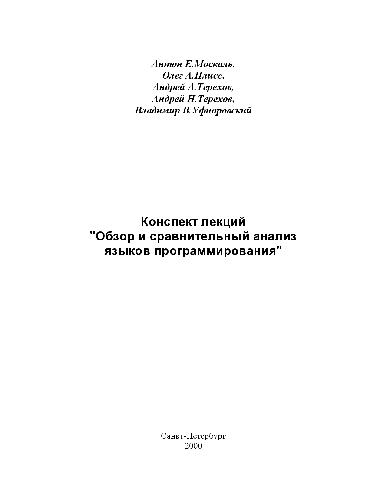 Антон Е.Москаль,
Олег А.Плисс,
Андрей А.Терехов,
Андрей Н.Терехов,
Владимир В.Уфнаровский
Конспект лекций
"Обзор и сравнительный анализ
языков программирования"
Санкт-Петербург
2000